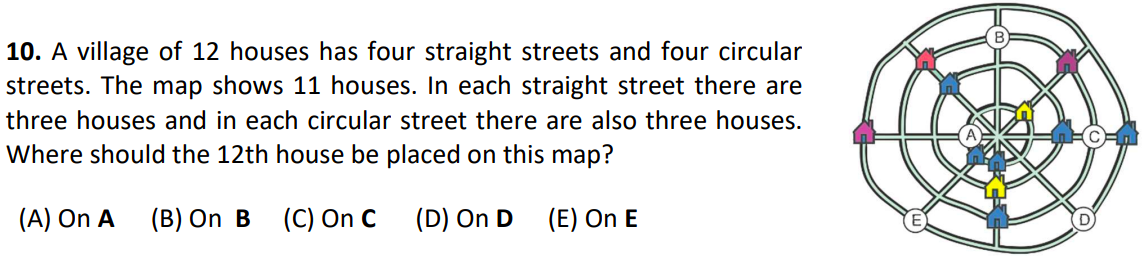 10. A village of 12 houses has four straight streets and four circular
streets. The map shows 11 houses. In each straight street there are
three houses and in each circular street there are also three houses.
Where should the 12th house be placed on this map?
(A) On A (B) On B (C) On C (D) On D (E) On E
B
A
C
E
D